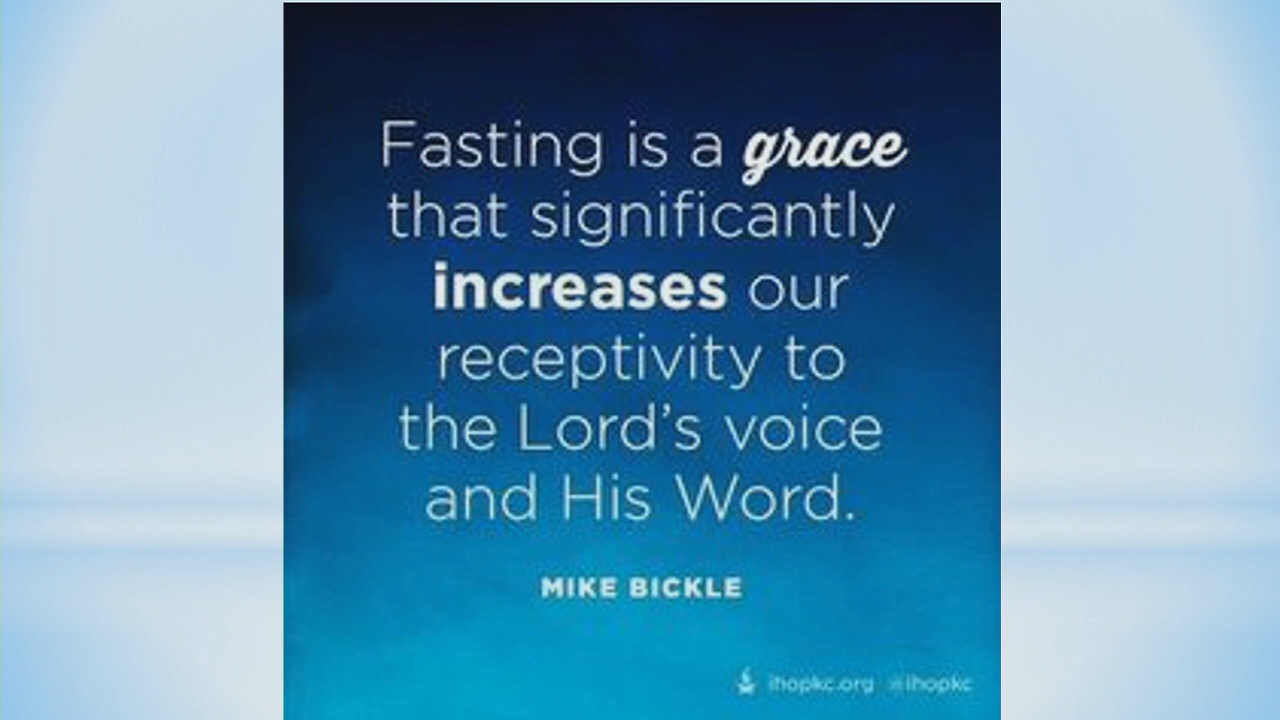 Fasting is a grace
that significantly
increases our
receptivity to
the Lord’s voice
and His Word.
MIKE BICKLE
ihopkc.org @ihopkc